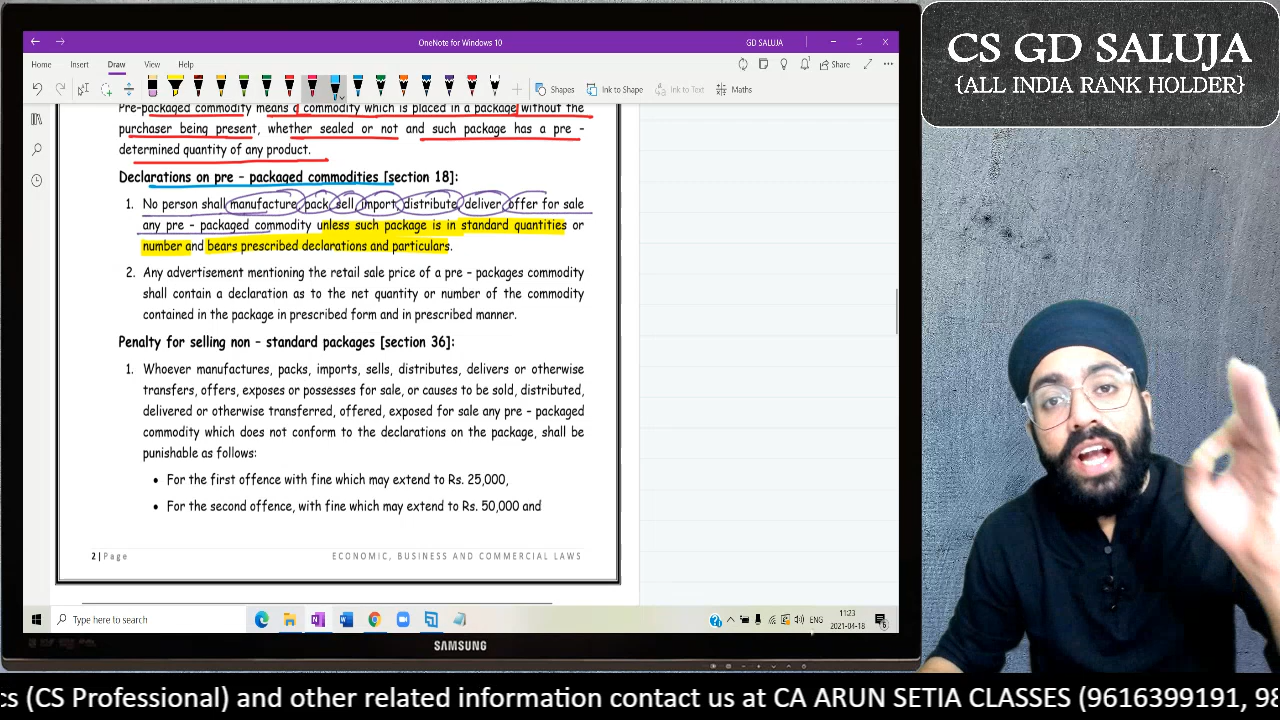 OneNote for Windows 10
GD SALUJA
Home Insert Draw View Help
Share
Shapes Ink to Shape Ink to Text Maths
Pre-packaged commodity means a commodity which is placed in a package without the
purchaser being present, whether sealed or not and such package has a pre -
determined quantity of any product.
Declarations on pre - packaged commodities [section 18]:
1. No person shall manufacture pack sell import distribute deliver offer for sale
any pre - packaged commodity unless such package is in standard quantities or
number and bears prescribed declarations and particulars.
2. Any advertisement mentioning the retail sale price of a pre - packages commodity
shall contain a declaration as to the net quantity or number of the commodity
contained in the package in prescribed form and in prescribed manner.
Penalty for selling non - standard packages [section 36]:
1. Whoever manufactures, packs, imports, sells, distributes, delivers or otherwise
transfers, offers, exposes or possesses for sale, or causes to be sold, distributed,
delivered or otherwise transferred, offered, exposed for sale any pre - packaged
commodity which does not conform to the declarations on the package, shall be
punishable as follows:
• For the first offence with fine which may extend to Rs. 25,000,
• For the second offence, with fine which may extend to Rs. 50,000 and
2 | Page ECONOMIC, BUSINESS AND COMMERCIAL LAWS
Type here to search
ENG
11:23
2021-04-18
SAMSUNG
CS GD SALUJA
{ALL INDIA RANK HOLDER}
cs (CS Professional) and other related information contact us at CA ARUN SETIA CLASSES (9616399191, 98